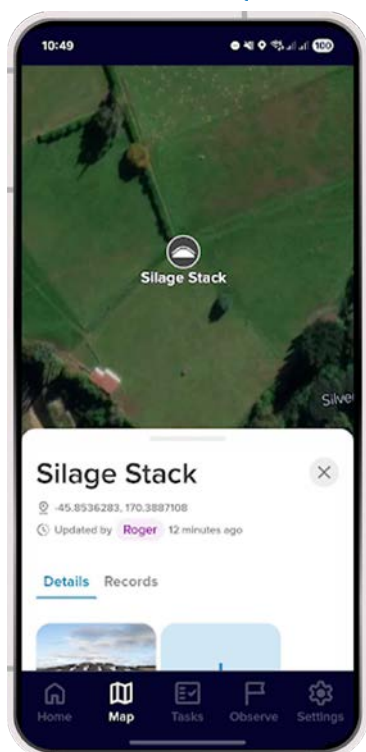 10:49
100
Silage Stack
Silve
Silage Stack
-45.8536283, 170.3887108
Updated by Roger 12 minutes ago
Details Records
Home Map Tasks Observe Settings